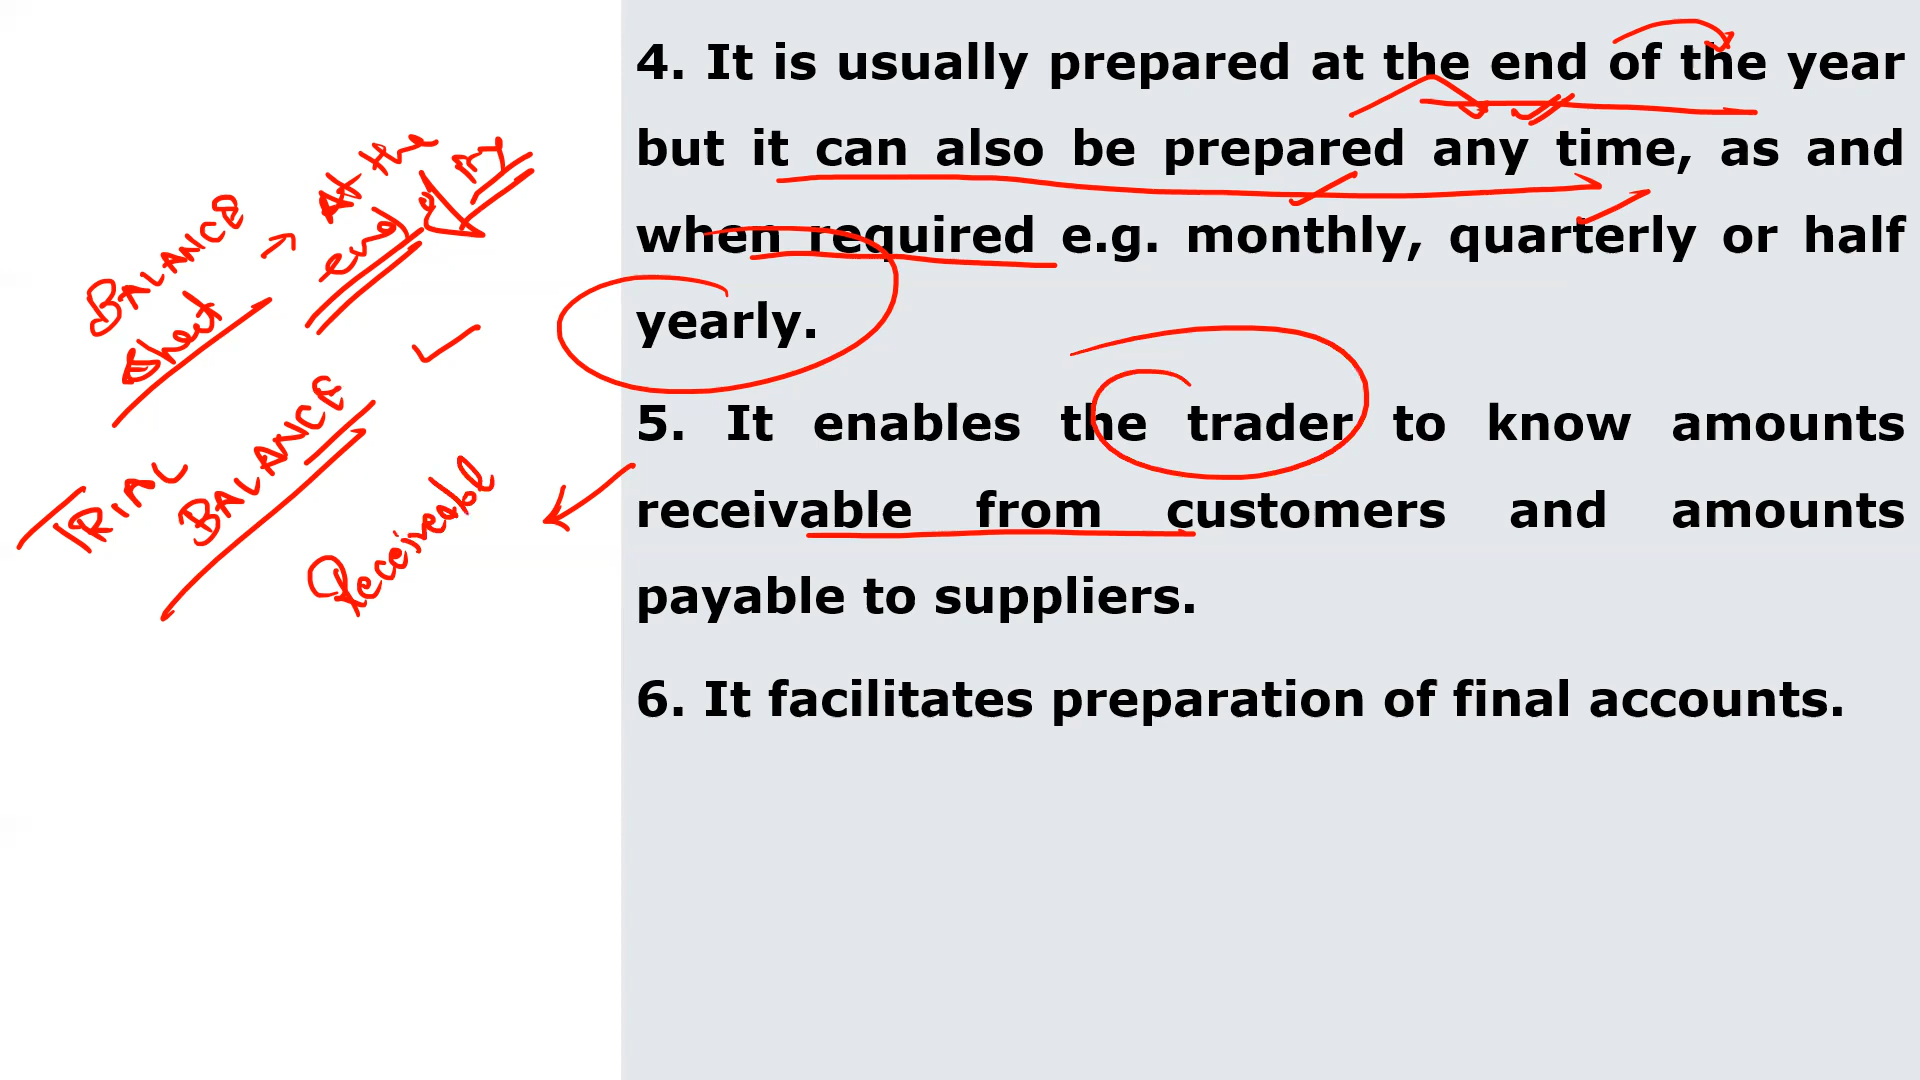 4. It is usually prepared at the end of the year
but it can also be prepared any time, as and
when required e.g. monthly, quarterly or half
yearly.
5. It enables the trader to know amounts
receivable from customers and amounts
payable to suppliers.
6. It facilitates preparation of final accounts.
BALANCE
Sheet
At the
end of
TRIAL
BALANCE
Receiveable